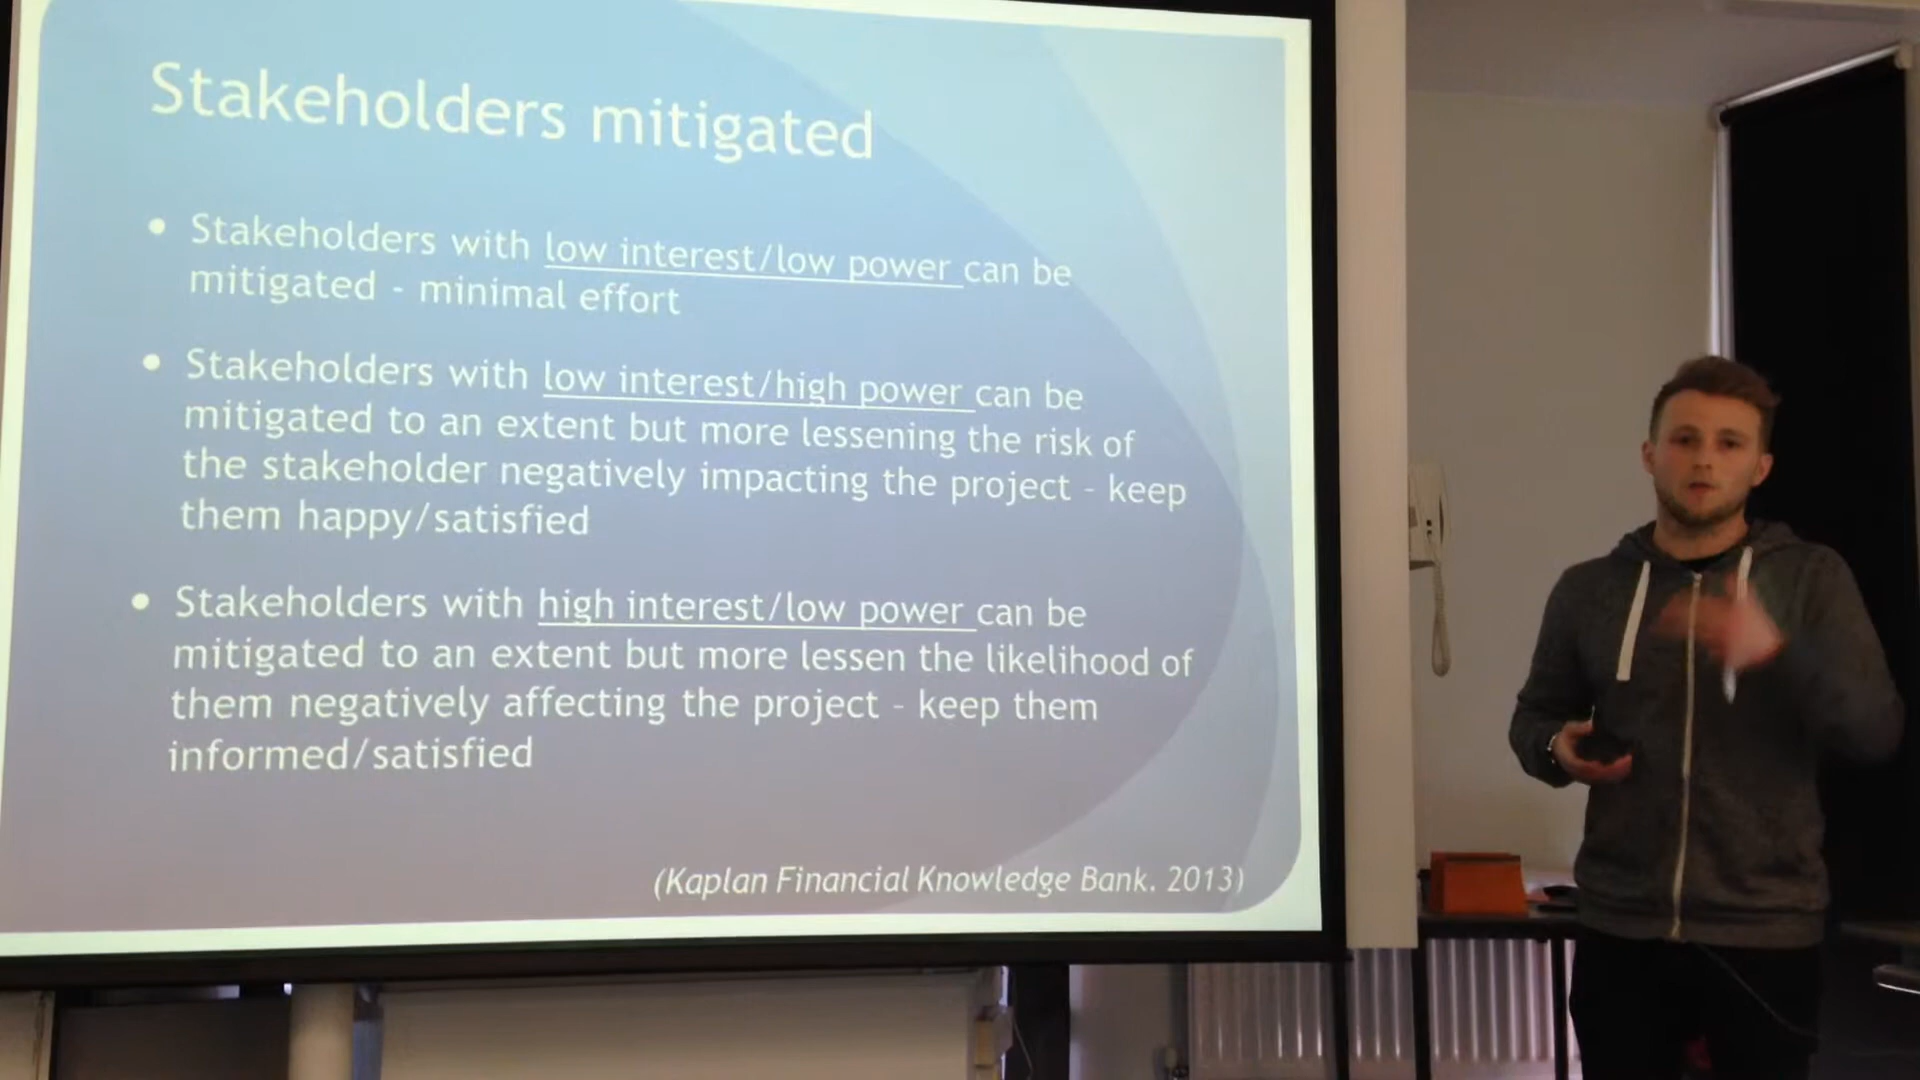 Stakeholders mitigated
• Stakeholders with low interest/low power can be
mitigated - minimal effort
• Stakeholders with low interest/high power can be
mitigated to an extent but more lessening the risk of
the stakeholder negatively impacting the project – keep
them happy/satisfied
• Stakeholders with high interest/low power can be
mitigated to an extent but more lessen the likelihood of
them negatively affecting the project – keep them
informed/satisfied
(Kaplan Financial Knowledge Bank. 2013)